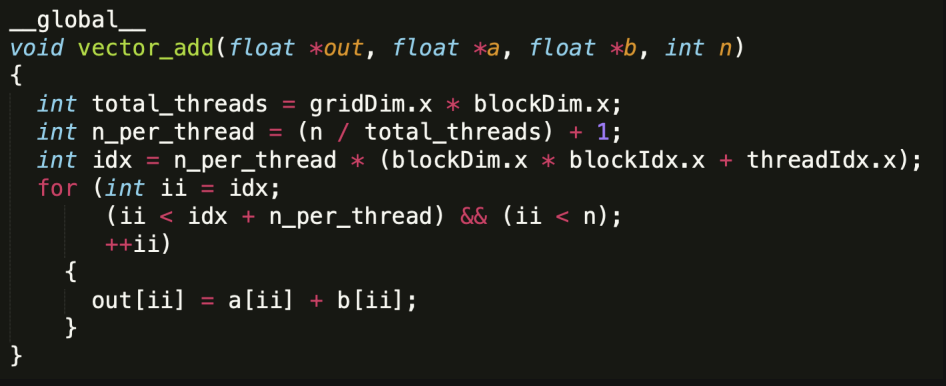 __global__
void vector_add(float *out, float *a, float *b, int n)
{
  int total_threads = gridDim.x * blockDim.x;
  int n_per_thread = (n / total_threads) + 1;
  int idx = n_per_thread * (blockDim.x * blockIdx.x + threadIdx.x);
  for (int ii = idx;
       (ii < idx + n_per_thread) && (ii < n);
       ++ii)
    {
      out[ii] = a[ii] + b[ii];
    }
}